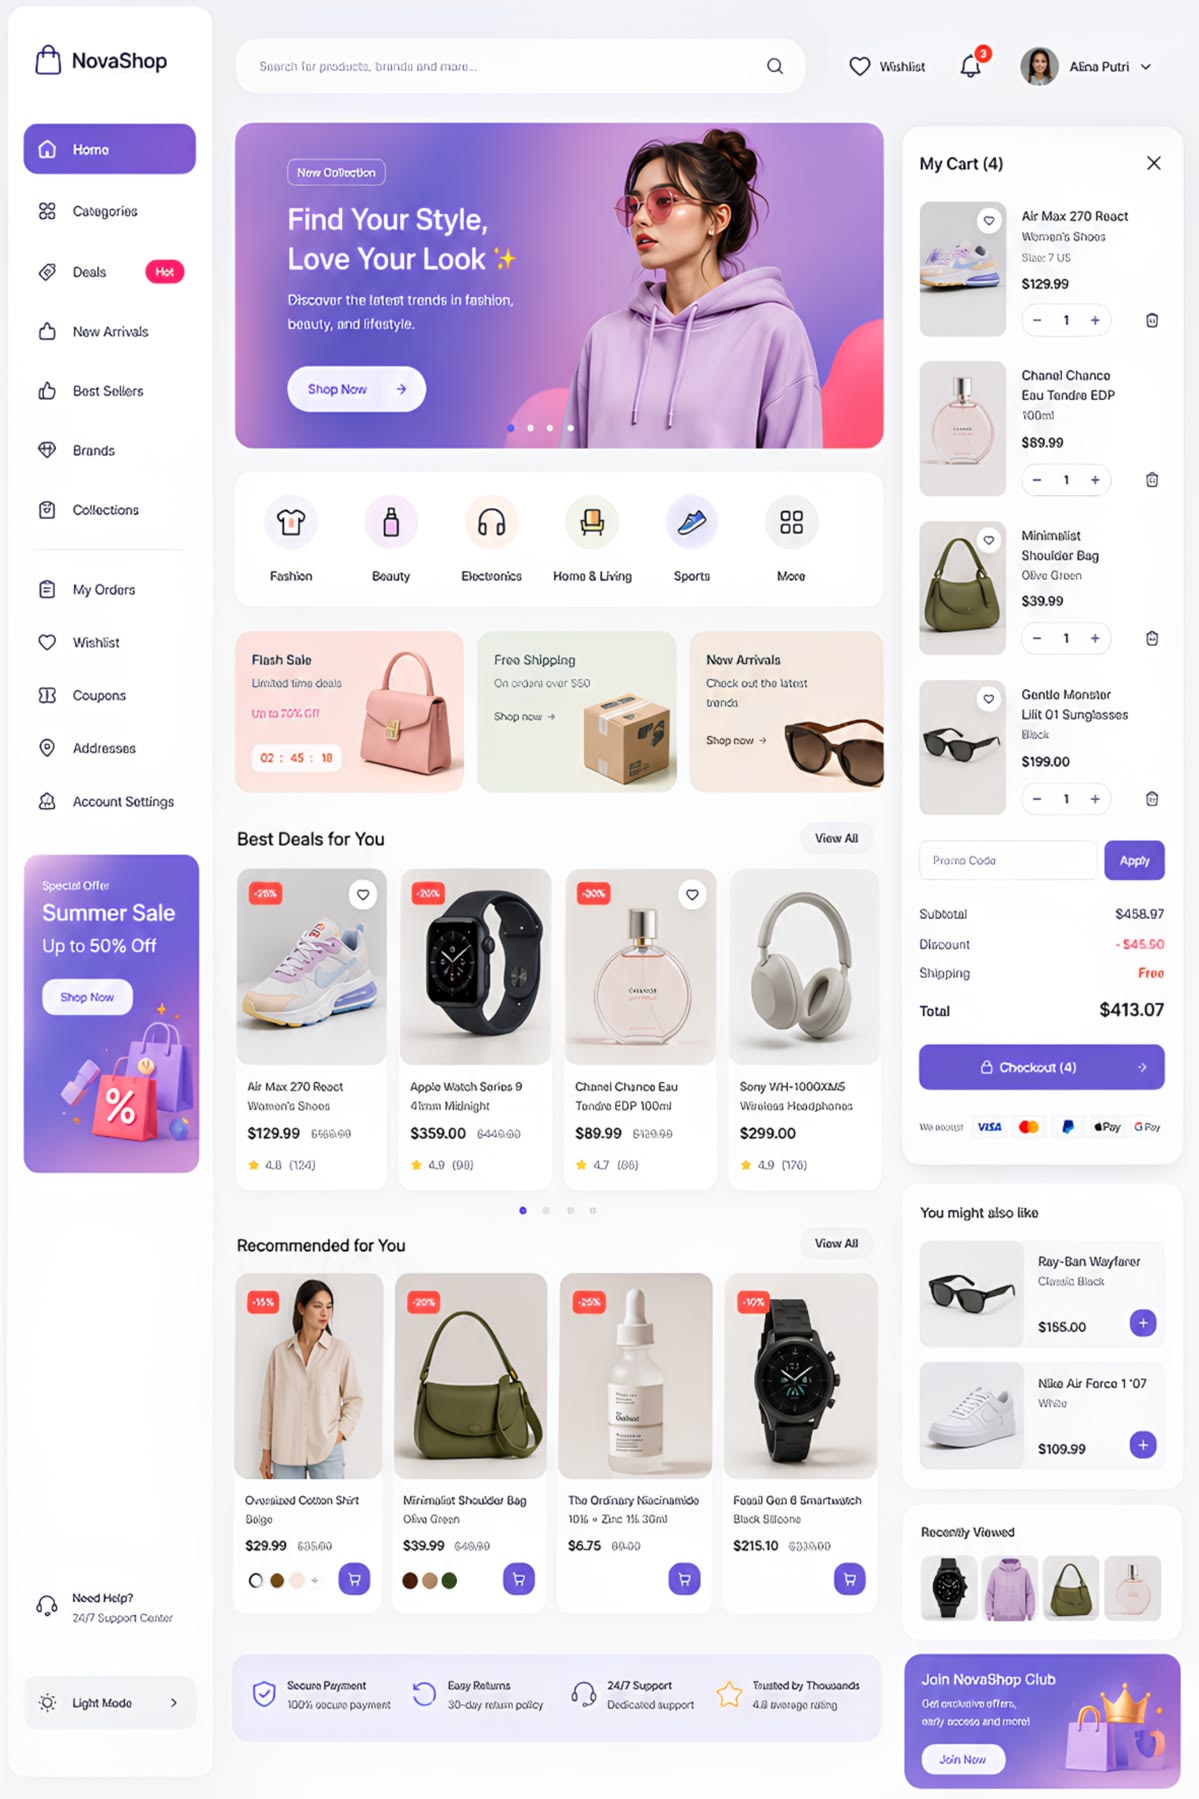 NovaShop
Search for products, brands and more...
Wishlist
3
Alina Putri
Home
Categories
Deals
Hot
New Arrivals
Best Sellers
Brands
Collections
My Orders
Wishlist
Coupons
Addresses
Account Settings
Special Offer
Summer Sale
Up to 50% Off
Shop Now
%
Need Help?
24/7 Support Center
Light Mode
New Collection
Find Your Style,
Love Your Look ✨
Discover the latest trends in fashion,
beauty, and lifestyle.
Shop Now
Fashion
Beauty
Electronics
Home & Living
Sports
More
Flash Sale
Limited time deals
Up to 70% Off
02 : 45 : 18
Free Shipping
On orders over $50
Shop now
New Arrivals
Check out the latest
trends
Shop now
Best Deals for You
View All
-25%
Air Max 270 React
Women's Shoes
$129.99
4.8 (124)
-20%
Apple Watch Series 9
41mm Midnight
$359.00 $449.00
4.9 (98)
-30%
Chanel Chance Eau
Tendre EDP 100ml
$89.99 $129.99
4.7 (86)
Sony WH-1000XM5
Wireless Headphones
$299.00
4.9 (176)
Recommended for You
View All
-15%
Oversized Cotton Shirt
Beige
$29.99 $35.00
+
-20%
Minimalist Shoulder Bag
Olive Green
$39.99 $49.99
-25%
The Ordinary Niacinamide
10% + Zinc 1% 30ml
$6.75
-10%
Fossil Gen 6 Smartwatch
Black Silicone
$215.10 $239.00
Secure Payment
100% secure payment
Easy Returns
30-day return policy
24/7 Support
Dedicated support
Trusted by Thousands
4.8 average rating
My Cart (4)
Air Max 270 React
Women's Shoes
Size: 7 US
$129.99
− 1 +
Chanel Chance
Eau Tendre EDP
100ml
$89.99
− 1 +
Minimalist
Shoulder Bag
Olive Green
$39.99
− 1 +
Gentle Monster
Lilit 01 Sunglasses
Black
$199.00
− 1 +
Promo Code
Apply
Subtotal $458.97
Discount - $45.90
Shipping Free
Total $413.07
Checkout (4)
We accept VISA Pay G Pay
You might also like
Ray-Ban Wayfarer
Classic Black
$155.00
+
Nike Air Force 1 '07
White
$109.99
+
Recently Viewed
Join NovaShop Club
Get exclusive offers,
early access and more!
Join Now